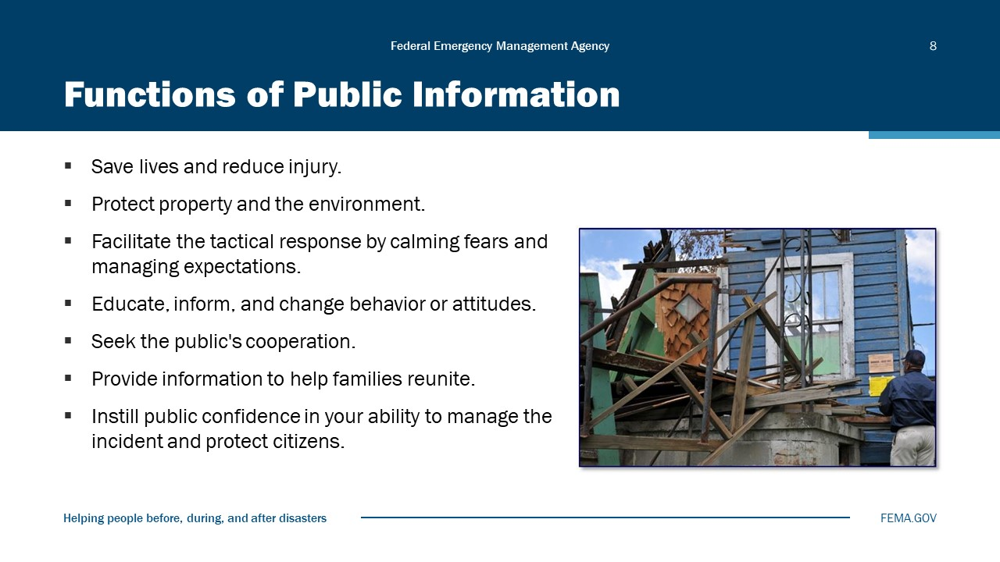 Federal Emergency Management Agency
8
Functions of Public Information
▪ Save lives and reduce injury.
▪ Protect property and the environment.
▪ Facilitate the tactical response by calming fears and
managing expectations.
▪ Educate, inform, and change behavior or attitudes.
▪ Seek the public's cooperation.
▪ Provide information to help families reunite.
▪ Instill public confidence in your ability to manage the
incident and protect citizens.
Helping people before, during, and after disasters
FEMA.GOV